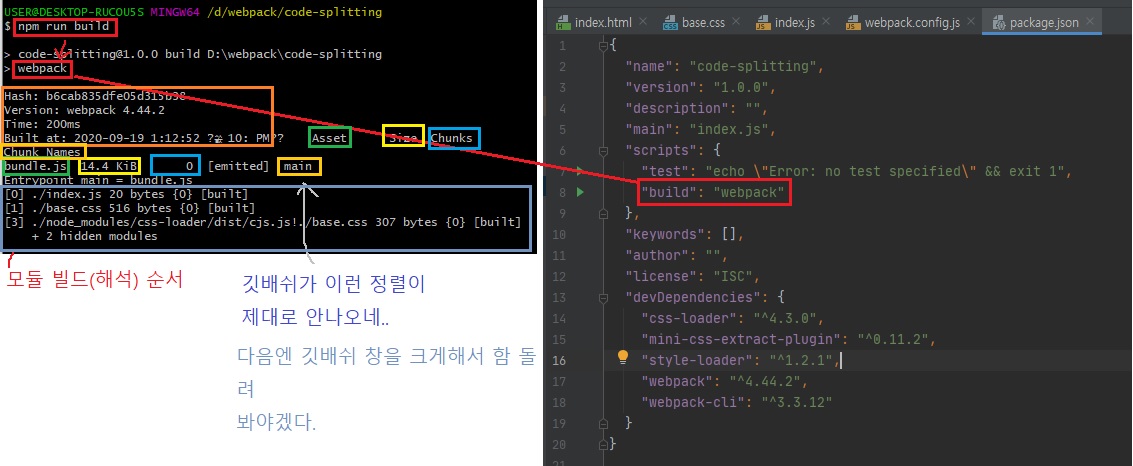 USER@DESKTOP-RUCOU5S MINGW64 /d/webpack/code-splitting
$ npm run build
> code-splitting@1.0.0 build D:\webpack\code-splitting
> webpack
Hash: b6cab835dfe05d315b38
Version: webpack 4.44.2
Time: 200ms
Built at: 2020-09-19 1:12:52 ? 10: PM?? Asset Size Chunks
Chunk Names
bundle.js 14.4 KiB 0 [emitted] main
Entrypoint main = bundle.js
[0] ./index.js 20 bytes {0} [built]
[1] ./base.css 516 bytes {0} [built]
[3] ./node_modules/css-loader/dist/cjs.js!./base.css 307 bytes {0} [built]
+ 2 hidden modules
모듈 빌드(해석) 순서
깃배쉬가 이런 정렬이
제대로 안나오네..
다음엔 깃배쉬 창을 크게해서 함 돌
려
봐야겠다.
index.html base.css index.js webpack.config.js package.json
1 {
2 "name": "code-splitting",
3 "version": "1.0.0",
4 "description": "",
5 "main": "index.js",
6 "scripts": {
7 "test": "echo \"Error: no test specified\" && exit 1",
8 "build": "webpack"
9 },
10 "keywords": [],
11 "author": "",
12 "license": "ISC",
13 "devDependencies": {
14 "css-loader": "^4.3.0",
15 "mini-css-extract-plugin": "^0.11.2",
16 "style-loader": "^1.2.1",
17 "webpack": "^4.44.2",
18 "webpack-cli": "^3.3.12"
19 }
20 }
21